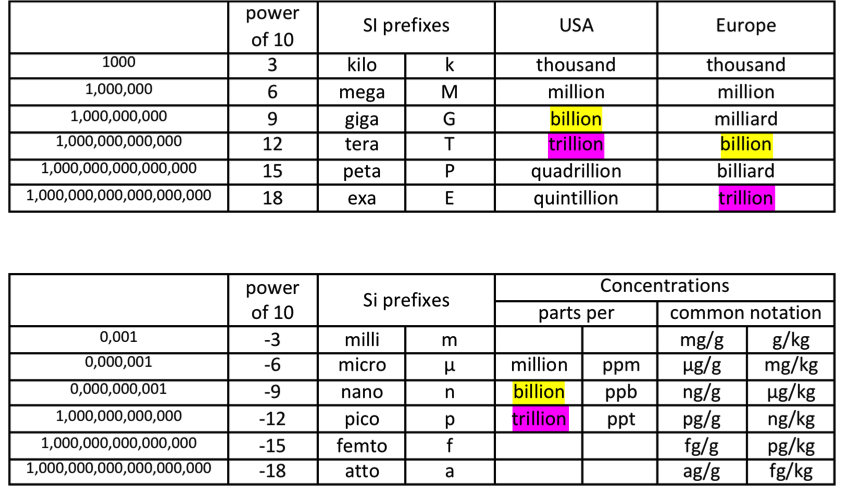 power of 10 SI prefixes USA Europe
1000 3 kilo k thousand thousand
1,000,000 6 mega M million million
1,000,000,000 9 giga G billion milliard
1,000,000,000,000 12 tera T trillion billion
1,000,000,000,000,000 15 peta P quadrillion billiard
1,000,000,000,000,000,000 18 exa E quintillion trillion
power of 10 Si prefixes Concentrations
parts per common notation
0,001 -3 milli m mg/g g/kg
0,000,001 -6 micro μ million ppm μg/g mg/kg
0,000,000,001 -9 nano n billion ppb ng/g μg/kg
1,000,000,000,000 -12 pico p trillion ppt pg/g ng/kg
1,000,000,000,000,000 -15 femto f fg/g pg/kg
1,000,000,000,000,000,000 -18 atto a ag/g fg/kg